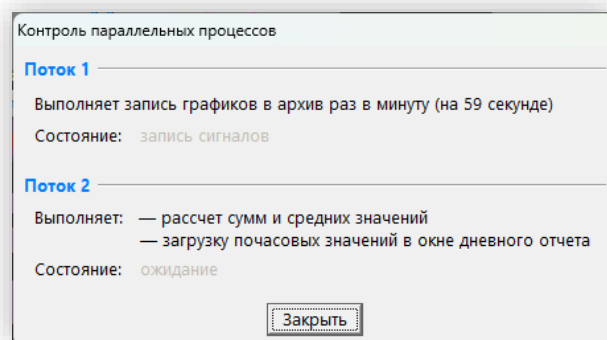 Контроль параллельных процессов
Поток 1
Выполняет запись графиков в архив раз в минуту (на 59 секунде)
Состояние: запись сигналов
Поток 2
Выполняет: — рассчет сумм и средних значений
— загрузку почасовых значений в окне дневного отчета
Состояние: ожидание
Закрыть